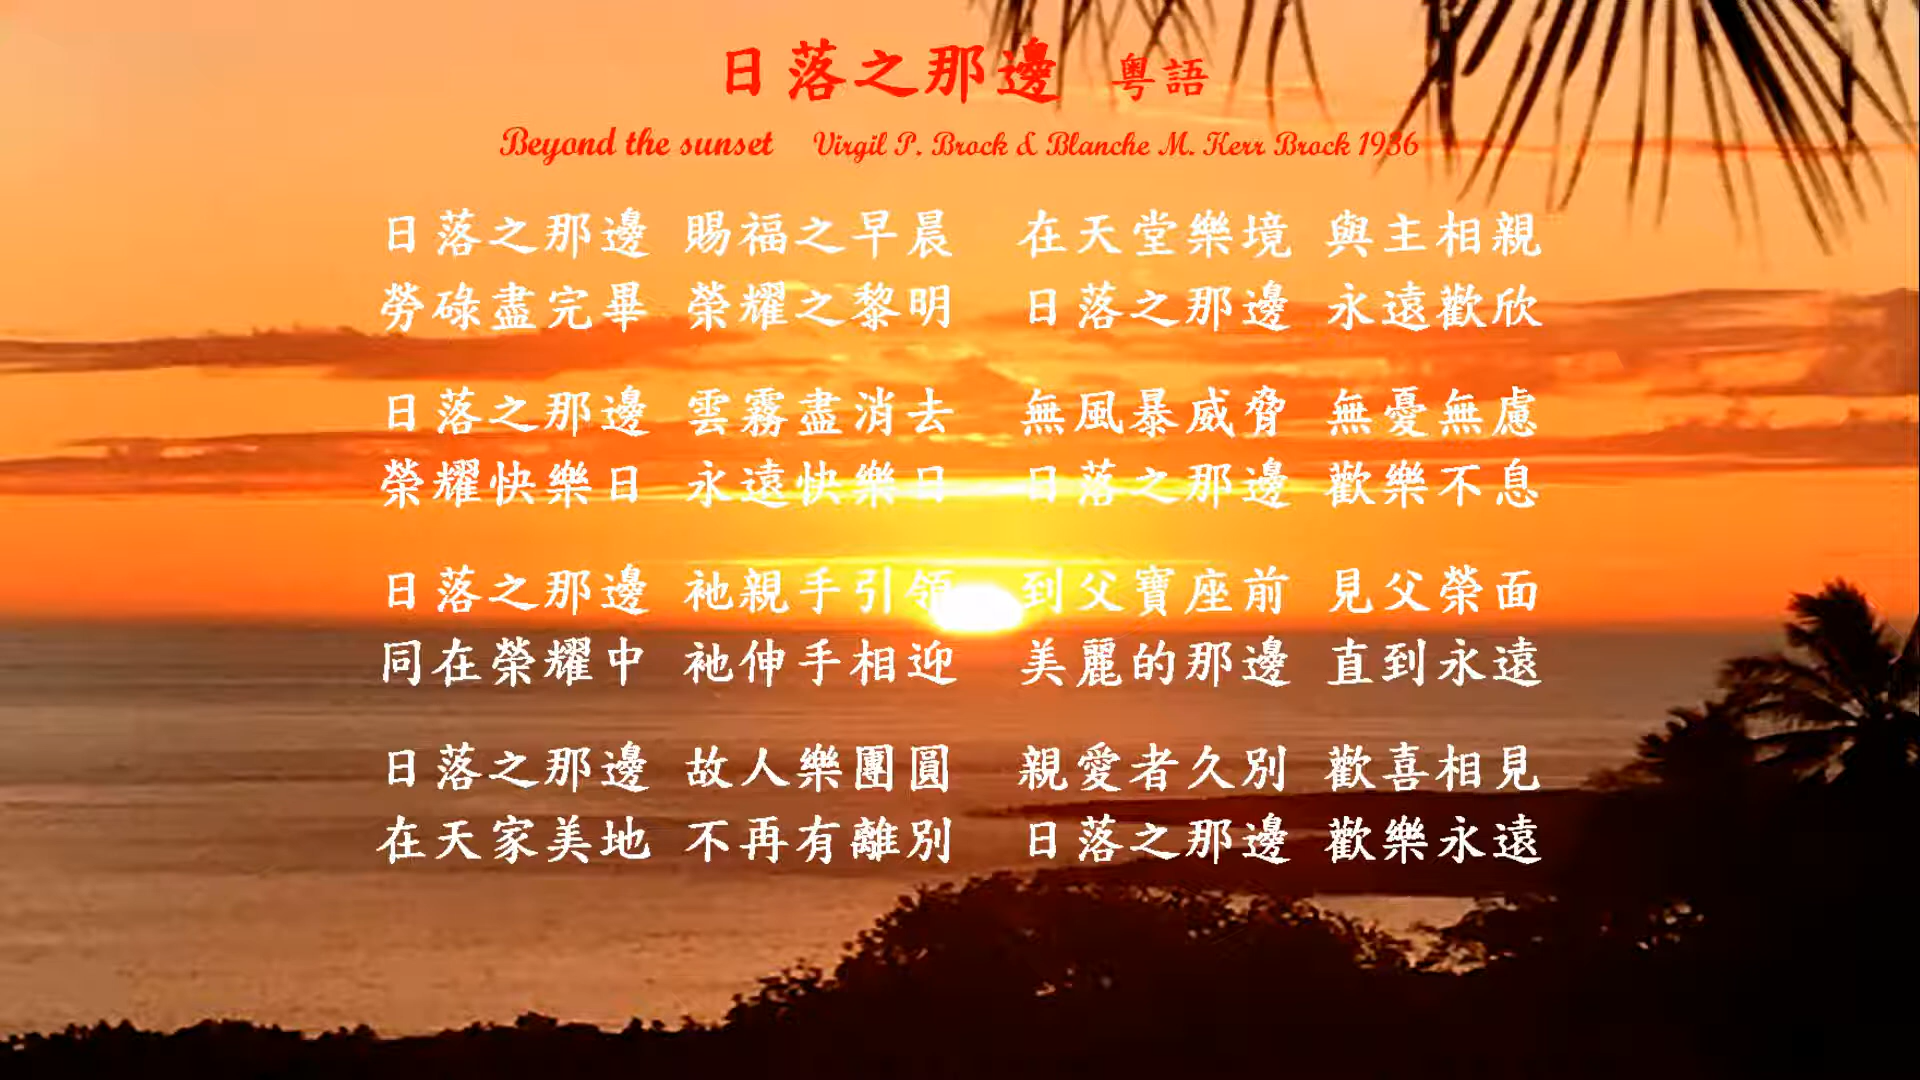 日落之那邊 粵語
Beyond the sunset Virgil P. Brock & Blanche M. Kerr Brock 1936
日落之那邊 賜福之早晨 在天堂樂境 與主相親
勞碌盡完畢 榮耀之黎明 日落之那邊 永遠歡欣
日落之那邊 雲霧盡消去 無風暴威脅 無憂無慮
榮耀快樂日 永遠快樂日 日落之那邊 歡樂不息
日落之那邊 祂親手引領 到父寶座前 見父榮面
同在榮耀中 祂伸手相迎 美麗的那邊 直到永遠
日落之那邊 故人樂團圓 親愛者久別 歡喜相見
在天家美地 不再有離別 日落之那邊 歡樂永遠